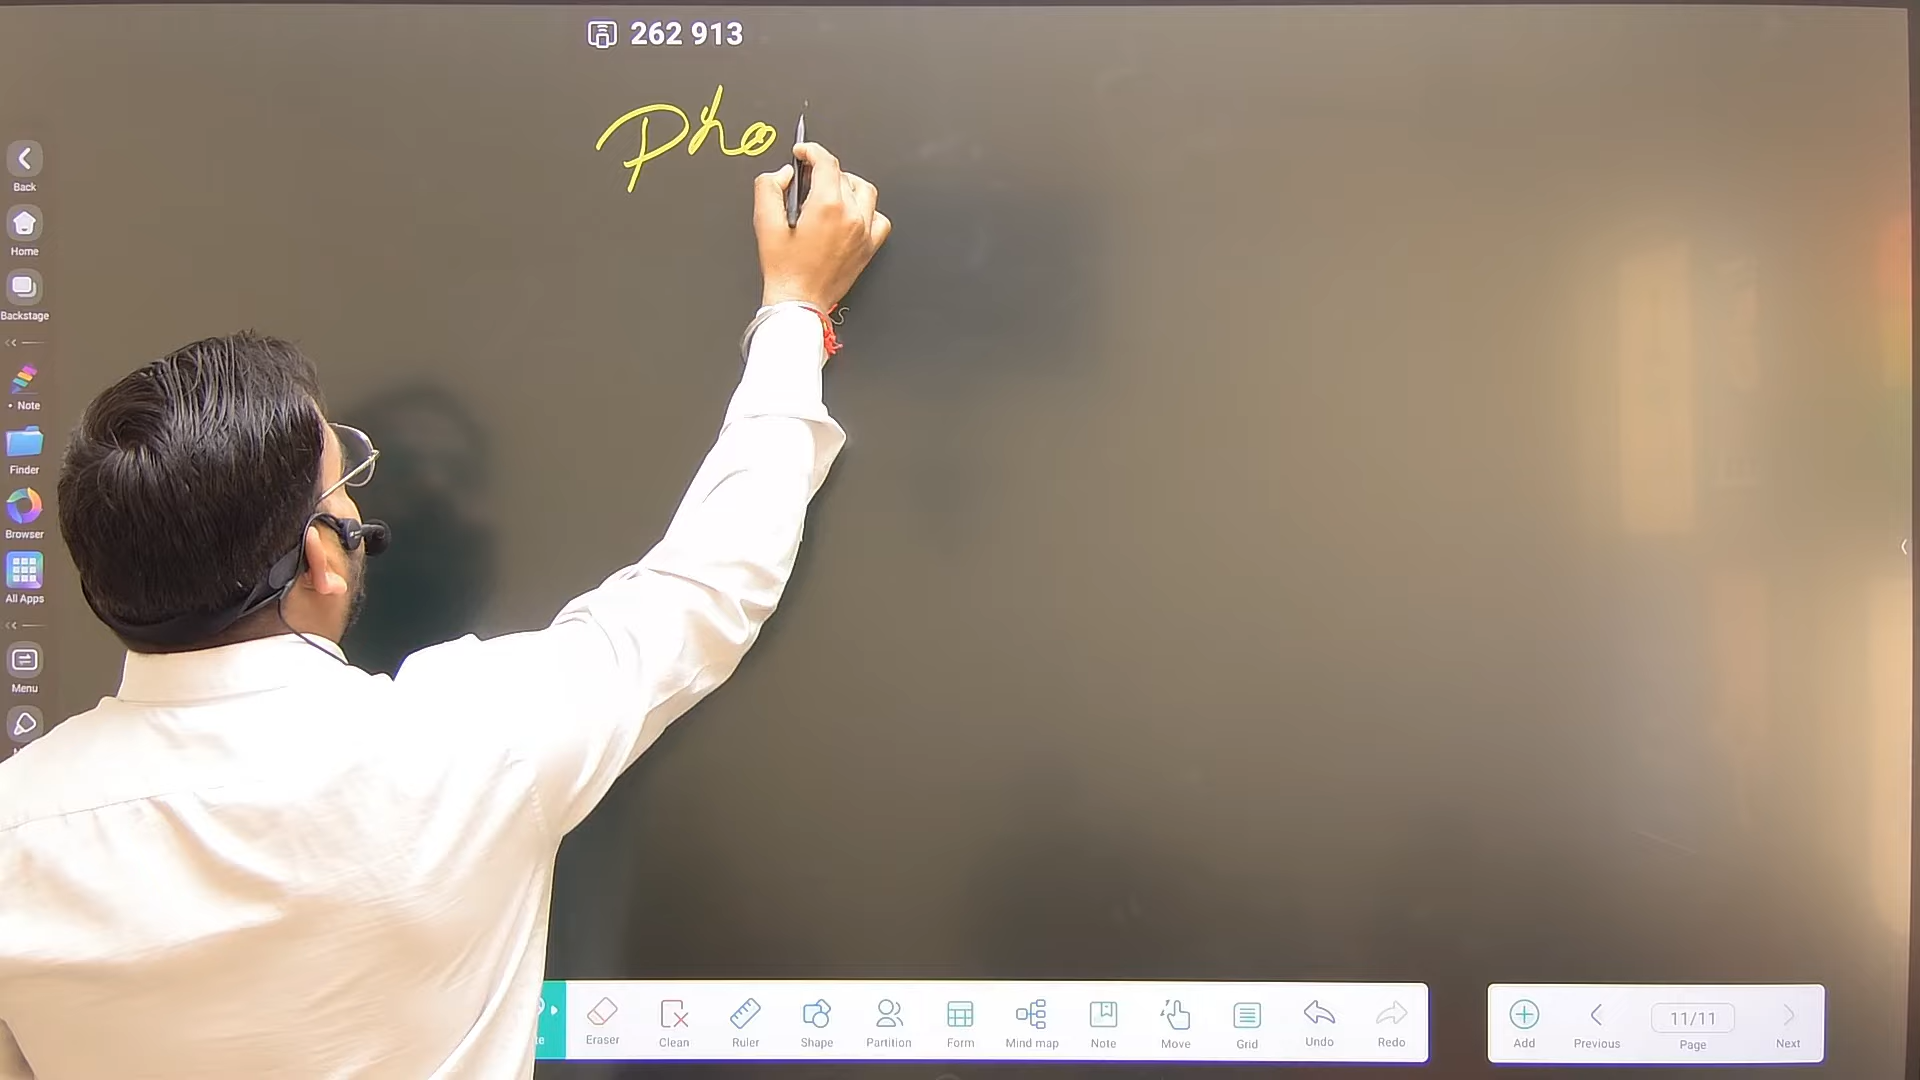 262 913
Pho
Back
Home
Backstage
Note
Finder
Browser
All Apps
Menu
Eraser
Clean
Ruler
Shape
Partition
Form
Mind map
Note
Move
Grid
Undo
Redo
Add
Previous
11/11
Page
Next